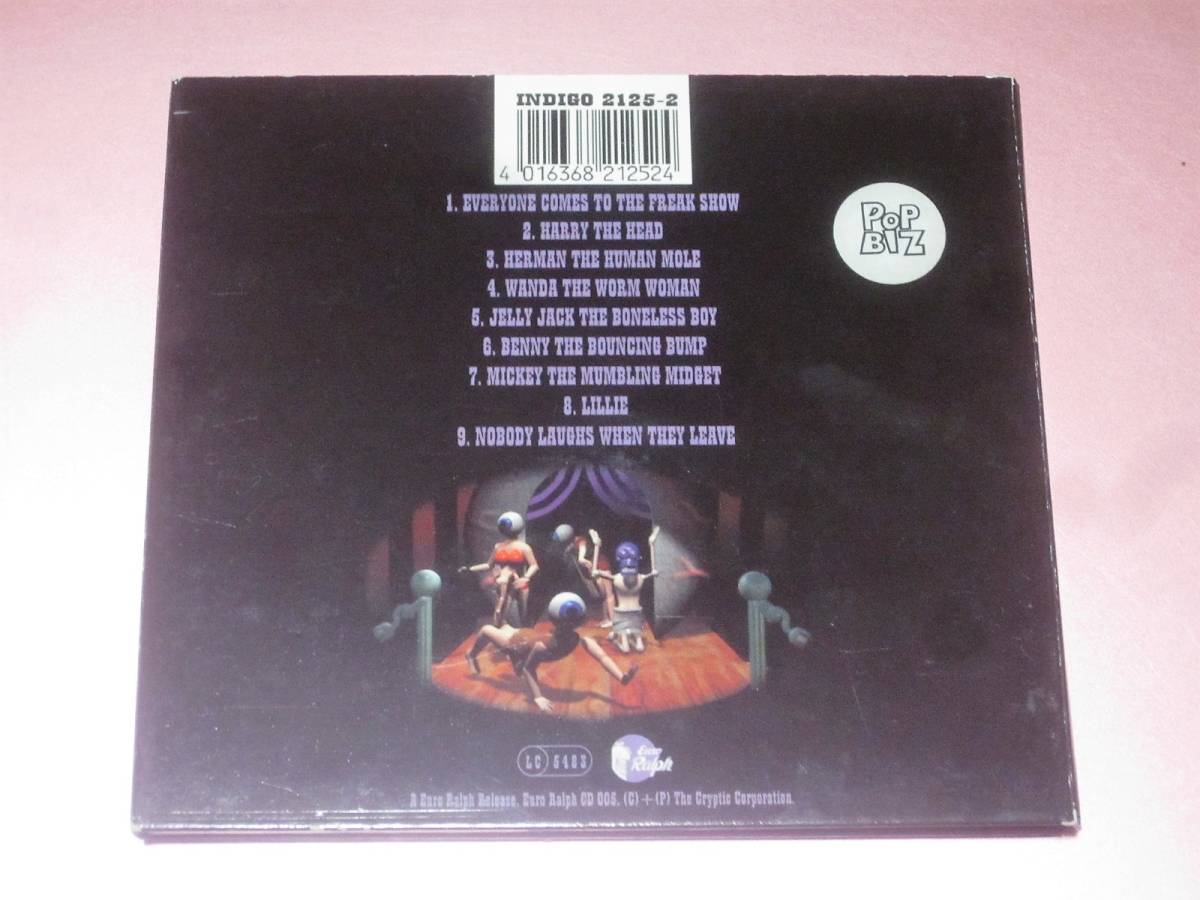 INDIGO 2125-2
4 016368 212524
1. EVERYONE COMES TO THE FREAK SHOW
2. HARRY THE HEAD
3. HERMAN THE HUMAN MOLE
4. WANDA THE WORM WOMAN
5. JELLY JACK THE BONELESS BOY
6. BENNY THE BOUNCING BUMP
7. MICKEY THE MUMBLING MIDGET
8. LILLIE
9. NOBODY LAUGHS WHEN THEY LEAVE
POP
BIZ
LC 5483
Euro
Ralph
A Euro Ralph Release. Euro Ralph CD 005. (C) + (P) The Cryptic Corporation.